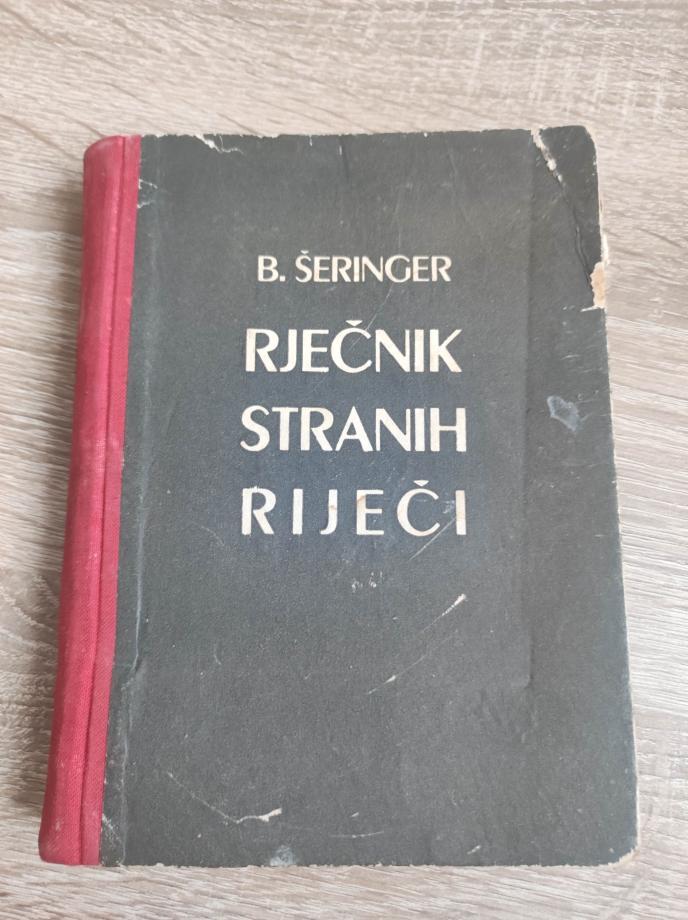 B. ŠERINGER
RJEČNIK
STRANIH
RIJEČI